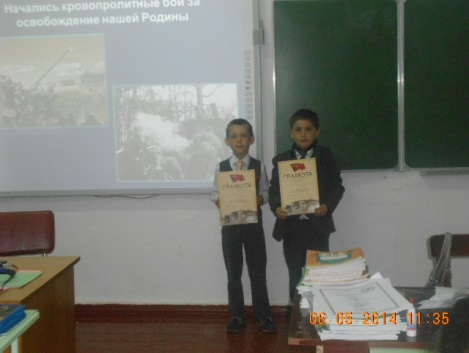 Начались кровопролитные бои за
освобождение нашей Родины
ГРАМОТА
ГРАМОТА
06.05.2014 11:35